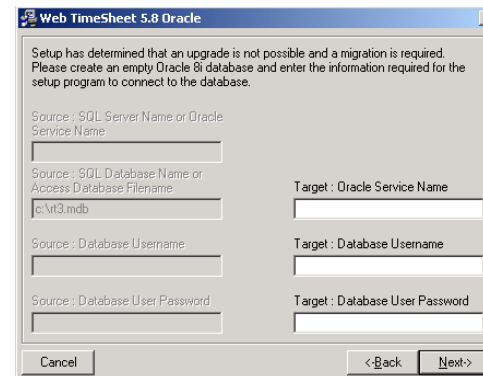 Web TimeSheet 5.8 Oracle
Setup has determined that an upgrade is not possible and a migration is required.
Please create an empty Oracle 8i database and enter the information required for the
setup program to connect to the database.
Source : SQL Server Name or Oracle
Service Name
Source : SQL Database Name or
Access Database Filename
Target : Oracle Service Name
c:\rt3.mdb
Source : Database Username
Target : Database Username
Source : Database User Password
Target : Database User Password
Cancel
<-Back
Next->